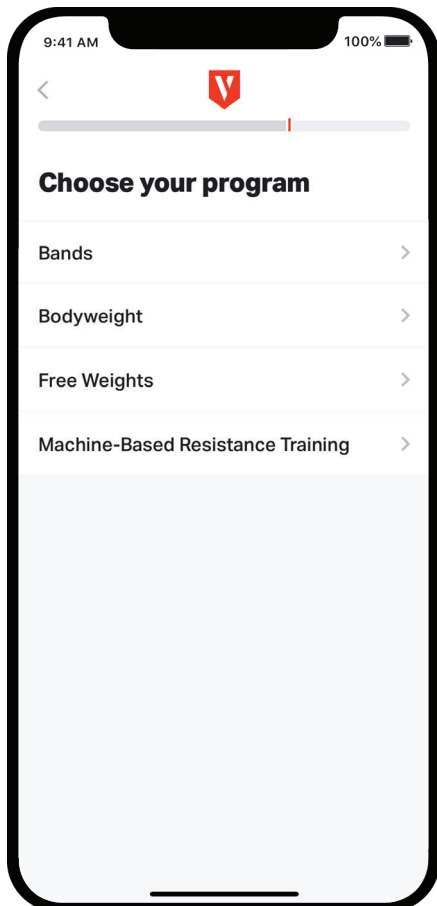 9:41 AM 100%
Choose your program
Bands
Bodyweight
Free Weights
Machine-Based Resistance Training